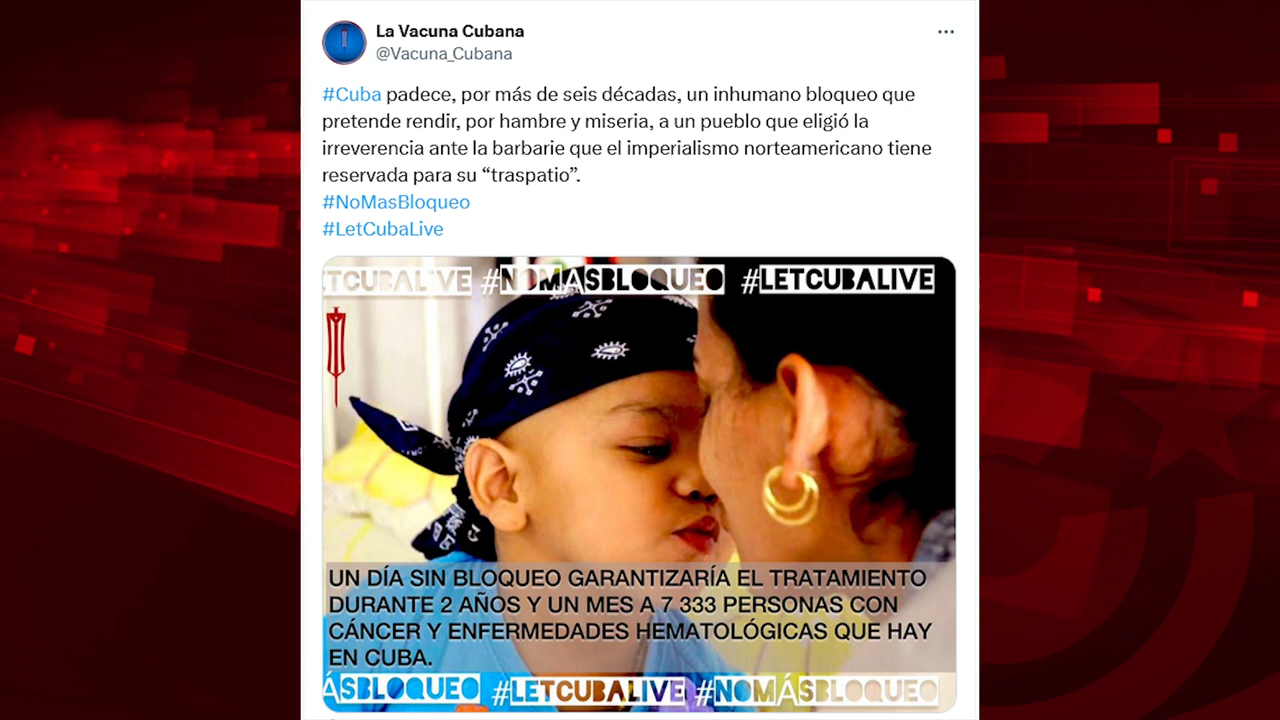 La Vacuna Cubana
@Vacuna_Cubana
#Cuba padece, por más de seis décadas, un inhumano bloqueo que
pretende rendir, por hambre y miseria, a un pueblo que eligió la
irreverencia ante la barbarie que el imperialismo norteamericano tiene
reservada para su “traspatio”.
#NoMasBloqueo
#LetCubaLive
TCUBALIVE #NOMÁSBLOQUEO #LETCUBALIVE
UN DÍA SIN BLOQUEO GARANTIZARÍA EL TRATAMIENTO
DURANTE 2 AÑOS Y UN MES A 7 333 PERSONAS CON
CÁNCER Y ENFERMEDADES HEMATOLÓGICAS QUE HAY
EN CUBA.
ÁSBLOQUEO #LETCUBALIVE #NOMÁSBLOQUEO